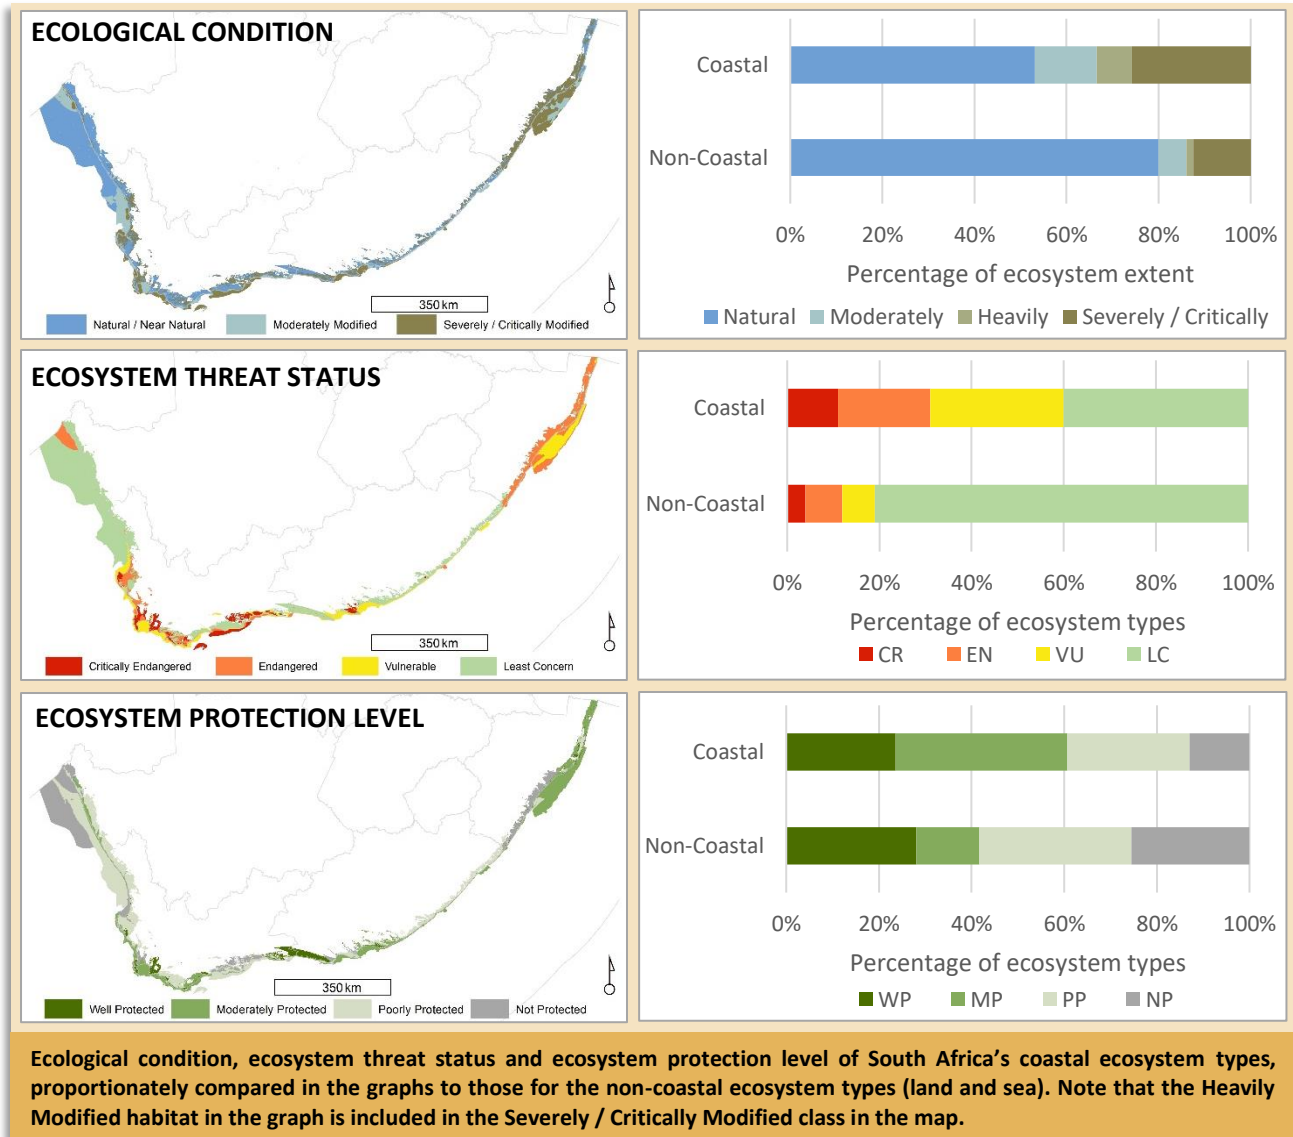 ECOLOGICAL CONDITION
350 km
Natural / Near Natural
Moderately Modified
Severely / Critically Modified
Coastal
Non-Coastal
0% 20% 40% 60% 80% 100%
Percentage of ecosystem extent
Natural Moderately Heavily Severely / Critically
ECOSYSTEM THREAT STATUS
350 km
Critically Endangered
Endangered
Vulnerable
Least Concern
Coastal
Non-Coastal
0% 20% 40% 60% 80% 100%
Percentage of ecosystem types
CR EN VU LC
ECOSYSTEM PROTECTION LEVEL
350 km
Well Protected
Moderately Protected
Poorly Protected
Not Protected
Coastal
Non-Coastal
0% 20% 40% 60% 80% 100%
Percentage of ecosystem types
WP MP PP NP
Ecological condition, ecosystem threat status and ecosystem protection level of South Africa's coastal ecosystem types,
proportionately compared in the graphs to those for the non-coastal ecosystem types (land and sea). Note that the Heavily
Modified habitat in the graph is included in the Severely / Critically Modified class in the map.